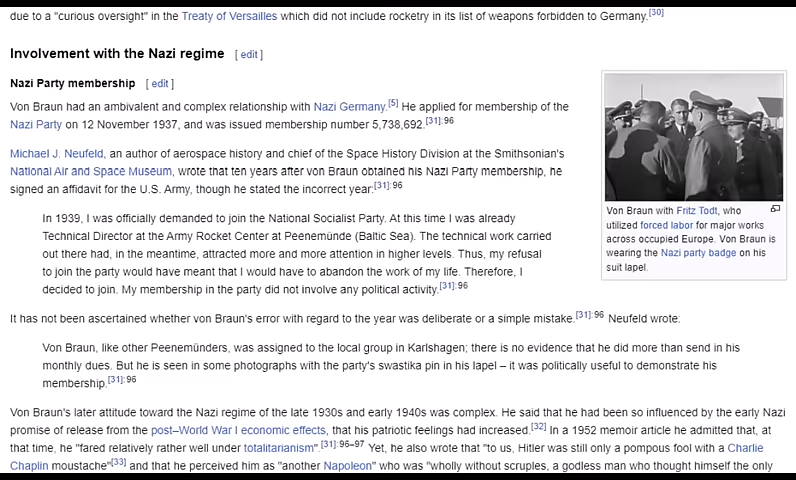 due to a "curious oversight" in the Treaty of Versailles which did not include rocketry in its list of weapons forbidden to Germany.[30]
Involvement with the Nazi regime [ edit ]
Nazi Party membership [ edit ]
Von Braun had an ambivalent and complex relationship with Nazi Germany.[5] He applied for membership of the
Nazi Party on 12 November 1937, and was issued membership number 5,738,692.[31]:96
Michael J. Neufeld, an author of aerospace history and chief of the Space History Division at the Smithsonian's
National Air and Space Museum, wrote that ten years after von Braun obtained his Nazi Party membership, he
signed an affidavit for the U.S. Army, though he stated the incorrect year:[31]:96
In 1939, I was officially demanded to join the National Socialist Party. At this time I was already
Technical Director at the Army Rocket Center at Peenemünde (Baltic Sea). The technical work carried
out there had, in the meantime, attracted more and more attention in higher levels. Thus, my refusal
to join the party would have meant that I would have to abandon the work of my life. Therefore, I
decided to join. My membership in the party did not involve any political activity.[31]:96
Von Braun with Fritz Todt, who
utilized forced labor for major works
across occupied Europe. Von Braun is
wearing the Nazi party badge on his
suit lapel.
It has not been ascertained whether von Braun's error with regard to the year was deliberate or a simple mistake.[31]:96 Neufeld wrote:
Von Braun, like other Peenemünders, was assigned to the local group in Karlshagen; there is no evidence that he did more than send in his
monthly dues. But he is seen in some photographs with the party's swastika pin in his lapel – it was politically useful to demonstrate his
membership.[31]:96
Von Braun's later attitude toward the Nazi regime of the late 1930s and early 1940s was complex. He said that he had been so influenced by the early Nazi
promise of release from the post–World War I economic effects, that his patriotic feelings had increased.[32] In a 1952 memoir article he admitted that, at
that time, he "fared relatively rather well under totalitarianism".[31]:96–97 Yet, he also wrote that "to us, Hitler was still only a pompous fool with a Charlie
Chaplin moustache"[33] and that he perceived him as "another Napoleon" who was "wholly without scruples, a godless man who thought himself the only